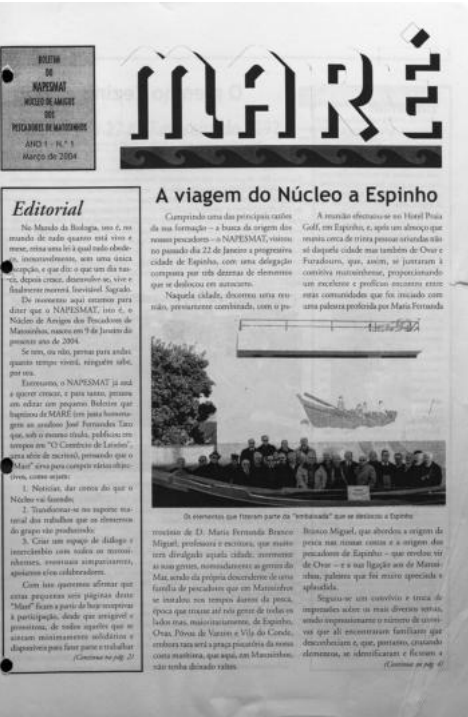 BOLETIM
DO
NAPESMAT
NÚCLEO DE AMIGOS
DOS
PESCADORES DE MATOSINHOS
ANO 1 - N.º 1
Março de 2004
MARÉ
Editorial
No Mundo da Biologia, isto é, no
mundo de tudo quanto está vivo e
mexe, reina uma lei à qual tudo obede-
ce, inexoravelmente, sem uma única
excepção, e que diz: o que um dia nas-
ce, depois cresce, desenvolve-se, vive e
finalmente morrerá. Inevitável. Sagrado.
De momento aqui estamos para
dizer que o NAPESMAT, isto é, o
Núcleo de Amigos dos Pescadores de
Matosinhos, nasceu em 9 de Janeiro do
presente ano de 2004.
Se tem, ou não, pernas para andar,
quanto tempo viverá, ninguém sabe,
por ora.
Entretanto, o NAPESMAT já está
a querer crescer, e para tanto, pensou
em editar um pequeno Boletim que
baptizou de MARÉ (em justa homena-
gem ao saudoso José Fernandes Tato
que, sob o mesmo título, publicou em
tempos em "O Comércio de Leixões",
uma série de escritos), pensando que o
"Maré" sirva para cumprir vários objec-
tivos, como sejam:
1. Noticiar, dar conta do que o
Núcleo vai fazendo;
2. Transformar-se no suporte ma-
terial dos trabalhos que os elementos
do grupo vão produzindo;
3. Criar um espaço de diálogo e
intercâmbio com todos os matosi-
nhenses, eventuais simpatizantes,
apoiantes e/ou colaboradores.
Com isto queremos afirmar que
estas pequenas seis páginas deste
"Maré" ficam a partir de hoje receptivas
à participação, desde que amigável e
prestimosa, de todos aqueles que se
sintam minimamente solidários e
disponíveis para fazer parte e trabalhar
(Continua na pág. 2)
A viagem do Núcleo a Espinho
Cumprindo uma das principais razões
da sua formação – a busca da origem dos
nossos pescadores – o NAPESMAT, visitou
no passado dia 22 de Janeiro a progressiva
cidade de Espinho, com uma delegação
composta por três dezenas de elementos
que se deslocou em autocarro.
Naquela cidade, decorreu uma reu-
nião, previamente combinada, com o pa-
A reunião efectuou-se no Hotel Praia
Golf, em Espinho, e, após um almoço que
reuniu cerca de trinta pessoas oriundas não
só daquela cidade mas também de Ovar e
Furadouro, que, assim, se juntaram à
comitiva matosinhense, proporcionando
um excelente e profícuo encontro entre
estas comunidades que foi iniciado com
uma palestra proferida por Maria Fernanda
Os elementos que fizeram parte da "embaixada" que se deslocou a Espinho
trocínio de D. Maria Fernanda Branco
Miguel, professora e escritora, que muito
tem divulgado aquela cidade, mormente
as suas gentes, nomeadamente as gentes do
Mar, sendo ela própria descendente de uma
família de pescadores que em Matosinhos
se instalou nos tempos áureos da pesca,
época que trouxe até nós gente de todos os
lados mas, maioritariamente, de Espinho,
Ovar, Póvoa de Varzim e Vila do Conde,
embora rara seja a praça piscatória da nossa
costa marítima, que aqui, em Matosinhos,
não tenha deixado raízes.
Branco Miguel, que abordou a origem da
pesca nas nossas costas e a origem dos
pescadores de Espinho – que revelou vir
de Ovar – e a sua ligação aos de Matosi-
nhos, palestra que foi muito apreciada e
aplaudida.
Seguiu-se um convívio e troca de
impressões sobre os mais diversos temas,
sendo impressionante o número de
que ali encontraram familiares que
desconheciam e, que, portanto, cruzando
elementos, se identificaram e ficaram a
(Continua na pág. 4)